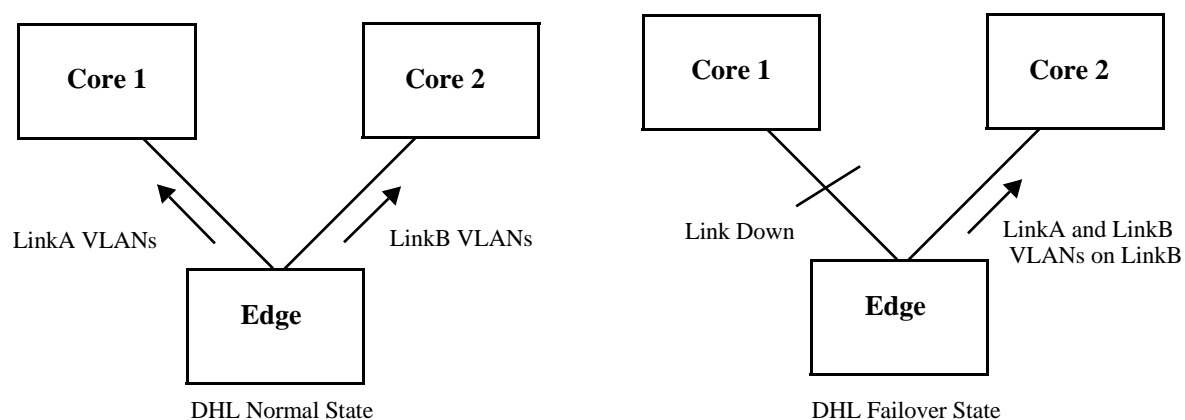 Core 1
Core 2
LinkA VLANs
LinkB VLANs
Edge
DHL Normal State
Core 1
Core 2
Link Down
LinkA and LinkB
VLANs on LinkB
Edge
DHL Failover State